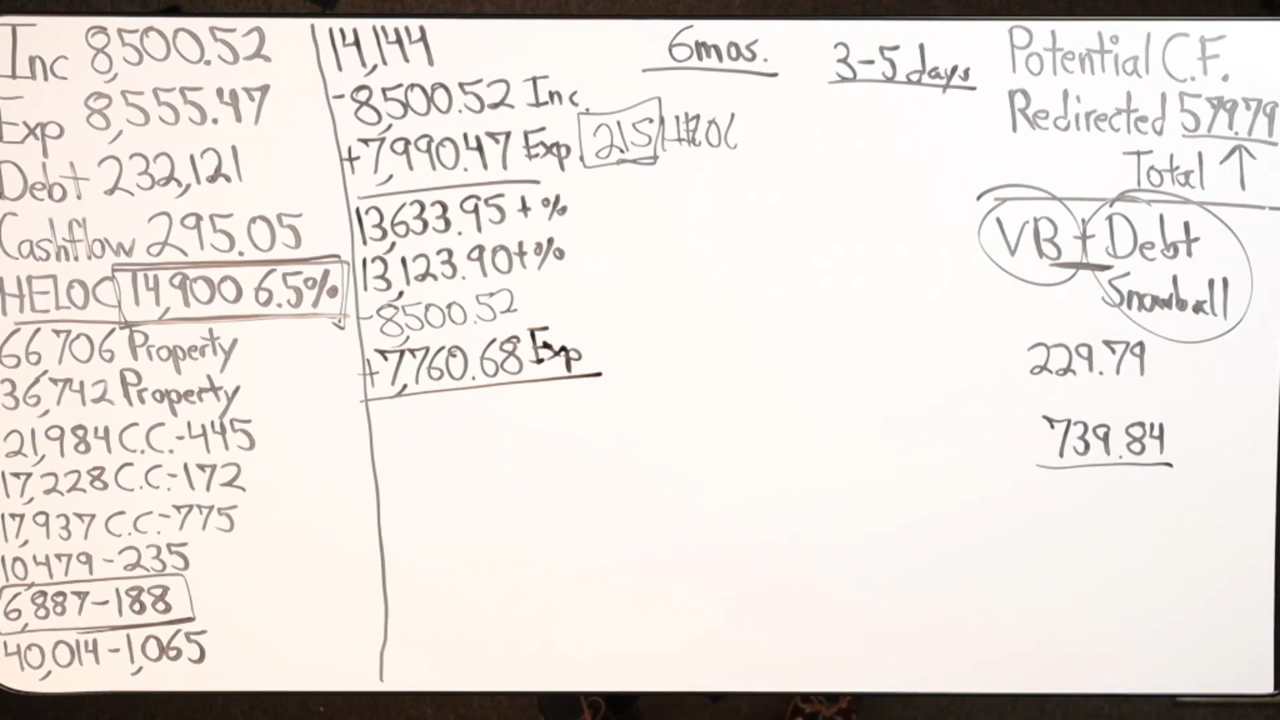 Inc 8,500.52
Exp 8,555.47
Debt 232,121
Cashflow 295.05
HELOC 14,900 6.5%
66,706 Property
36,742 Property
21,984 C.C.-445
17,228 C.C.-172
17,937 C.C.-775
10,479-235
6,887-188
40,014-1,065
14,144
-8500.52 Inc.
+7,990.47 Exp 215
13633.95 + %
13,123.90 + %
-8500.52
+7,760.68 Exp
6mos.
3-5 days
Potential C.F.
Redirected 579.79
Total ↑
VB + Debt
Snowball
229.79
739.84